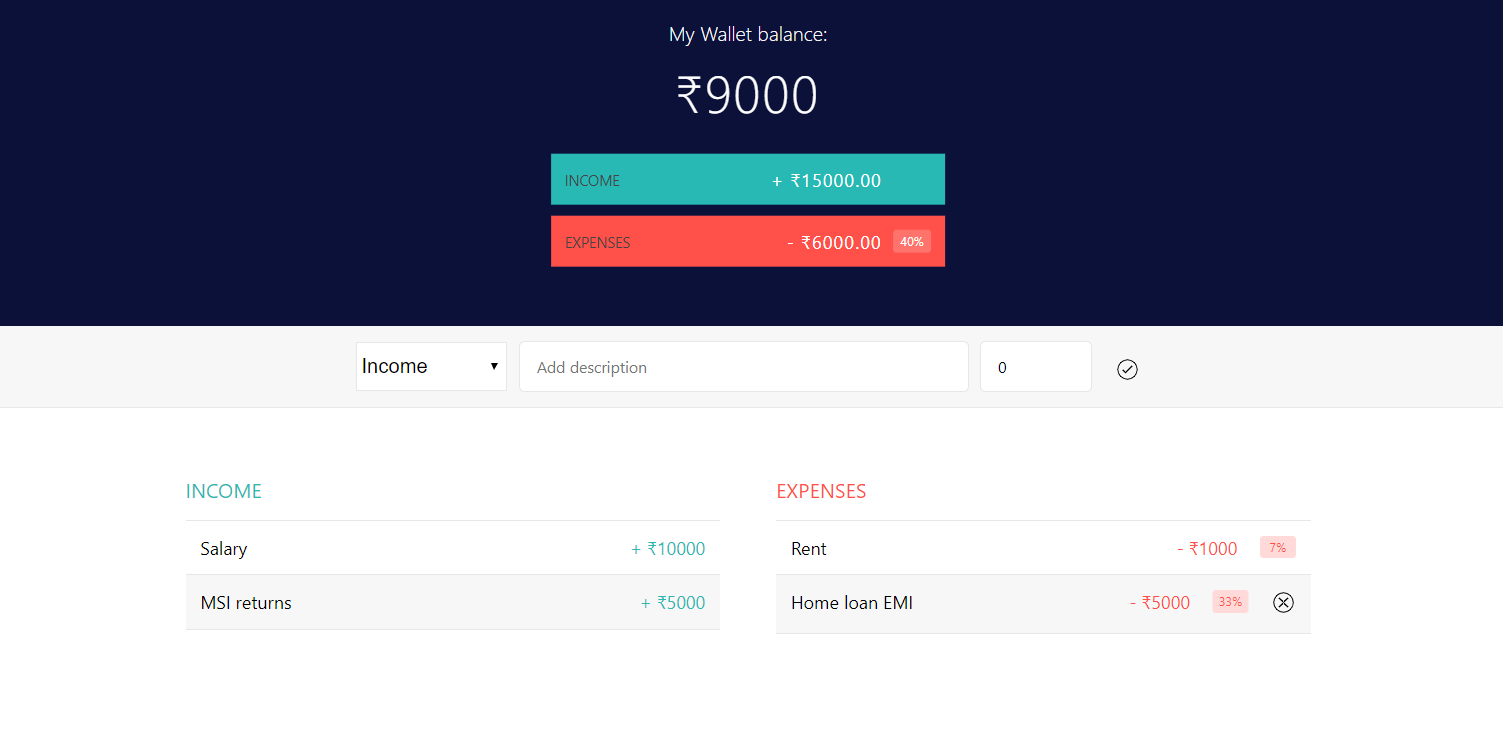 My Wallet balance:
₹9000
INCOME + ₹15000.00
EXPENSES - ₹6000.00 40%
Income Add description 0
INCOME
Salary + ₹10000
MSI returns + ₹5000
EXPENSES
Rent - ₹1000 7%
Home loan EMI - ₹5000 33%